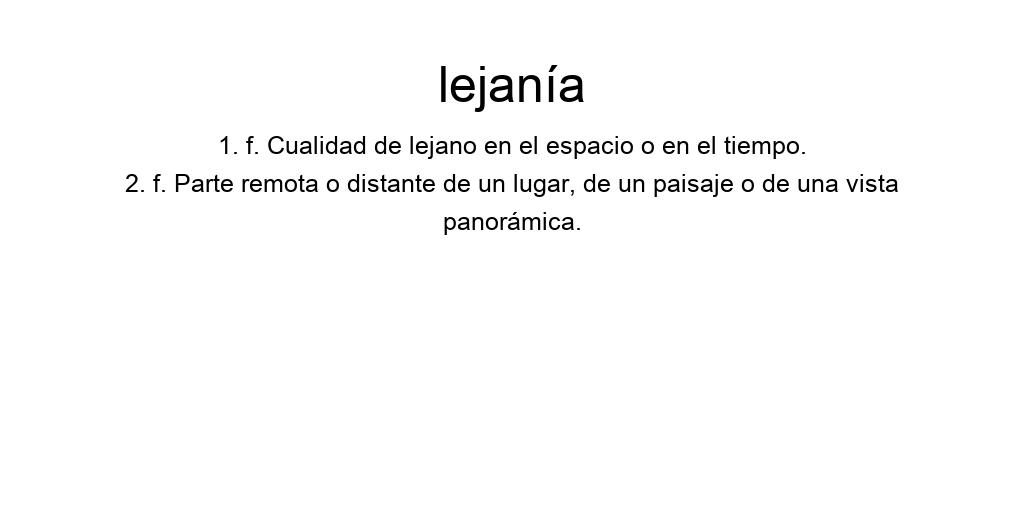 lejanía
1. f. Cualidad de lejano en el espacio o en el tiempo.
2. f. Parte remota o distante de un lugar, de un paisaje o de una vista
panorámica.